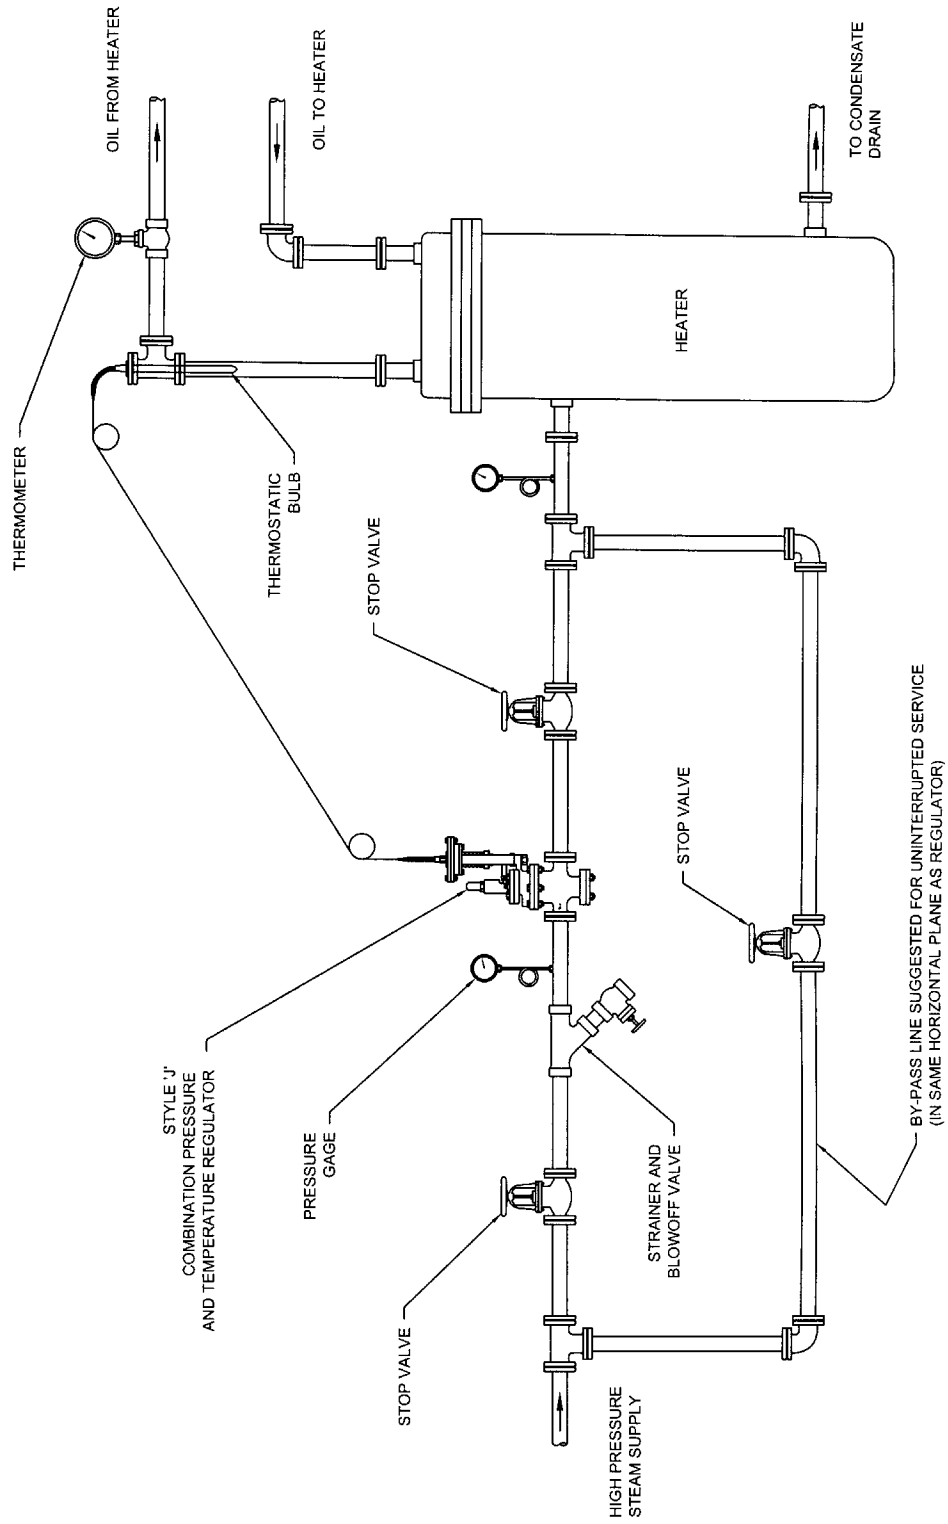 THERMOMETER
OIL FROM HEATER
OIL TO HEATER
THERMOSTATIC
BULB
STOP VALVE
HEATER
TO CONDENSATE
DRAIN
STYLE 'J'
COMBINATION PRESSURE
AND TEMPERATURE REGULATOR
PRESSURE
GAGE
STOP VALVE
STRAINER AND
BLOWOFF VALVE
STOP VALVE
HIGH PRESSURE
STEAM SUPPLY
BY-PASS LINE SUGGESTED FOR UNINTERRUPTED SERVICE
(IN SAME HORIZONTAL PLANE AS REGULATOR)